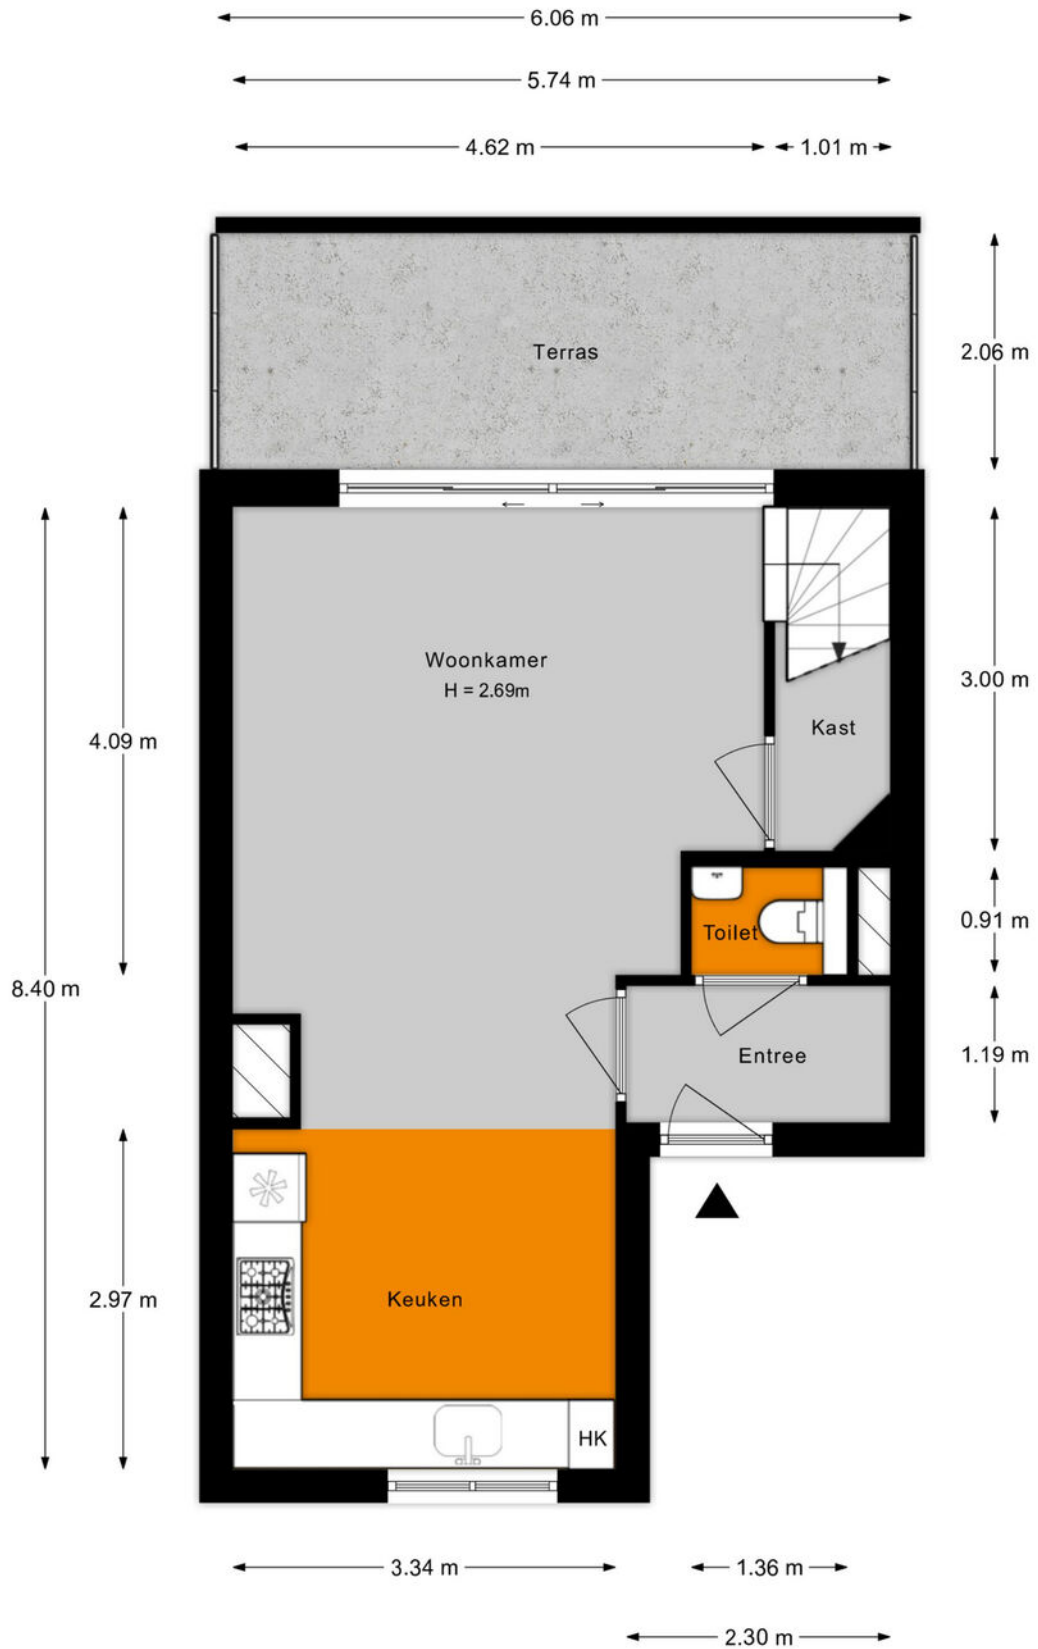 6.06 m
5.74 m
4.62 m
1.01 m
Terras
2.06 m
Woonkamer
H = 2.69m
3.00 m
Kast
4.09 m
Toilet
0.91 m
8.40 m
Entree
1.19 m
2.97 m
Keuken
HK
3.34 m
1.36 m
2.30 m